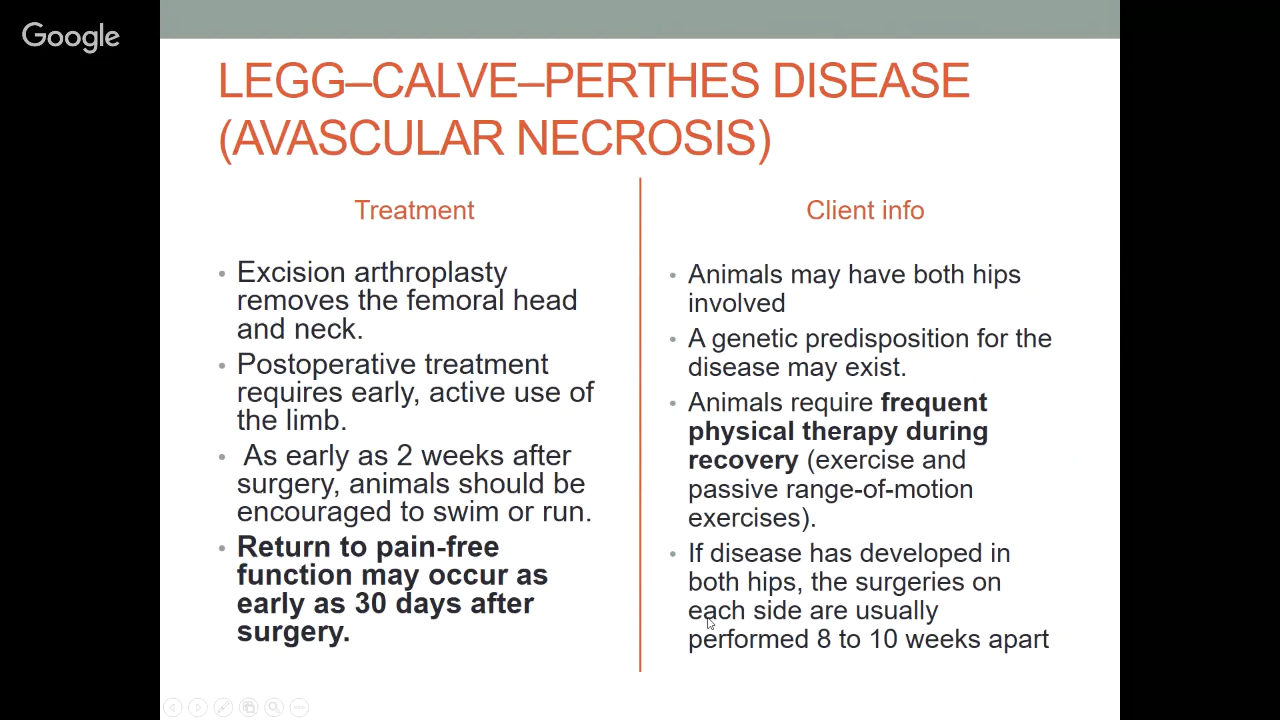 Google
LEGG–CALVE–PERTHES DISEASE
(AVASCULAR NECROSIS)
Treatment
• Excision arthroplasty
removes the femoral head
and neck.
• Postoperative treatment
requires early, active use of
the limb.
• As early as 2 weeks after
surgery, animals should be
encouraged to swim or run.
• Return to pain-free
function may occur as
early as 30 days after
surgery.
Client info
• Animals may have both hips
involved
• A genetic predisposition for the
disease may exist.
• Animals require frequent
physical therapy during
recovery (exercise and
passive range-of-motion
exercises).
• If disease has developed in
both hips, the surgeries on
each side are usually
performed 8 to 10 weeks apart